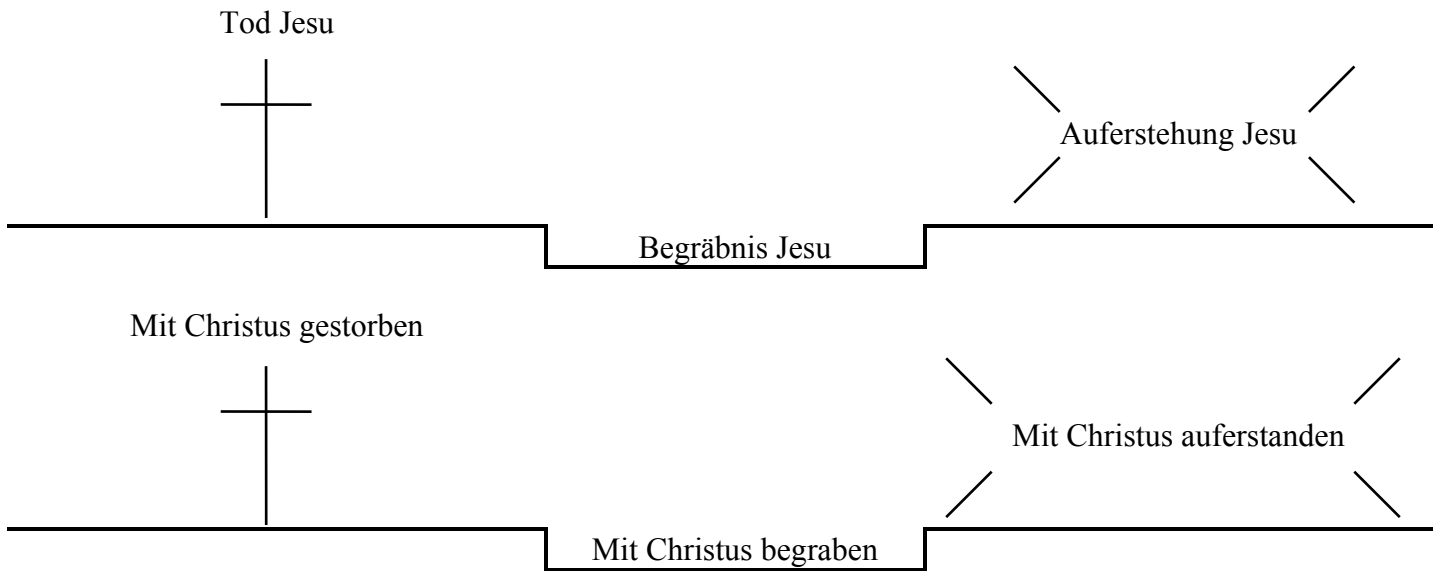 Tod Jesu
Auferstehung Jesu
Begräbnis Jesu
Mit Christus gestorben
Mit Christus auferstanden
Mit Christus begraben